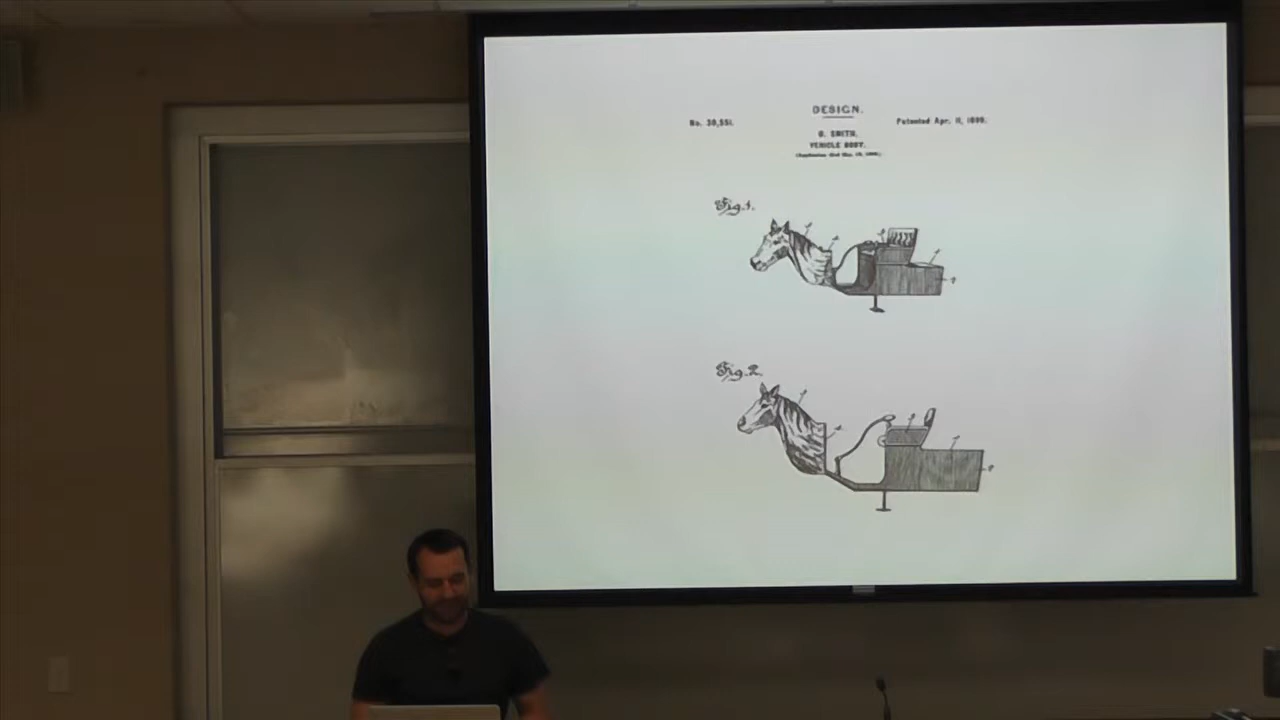 DESIGN.
No. 30,551. Patented Apr. 11, 1899.
VEHICLE BODY.
Fig. 1.
Fig. 2.